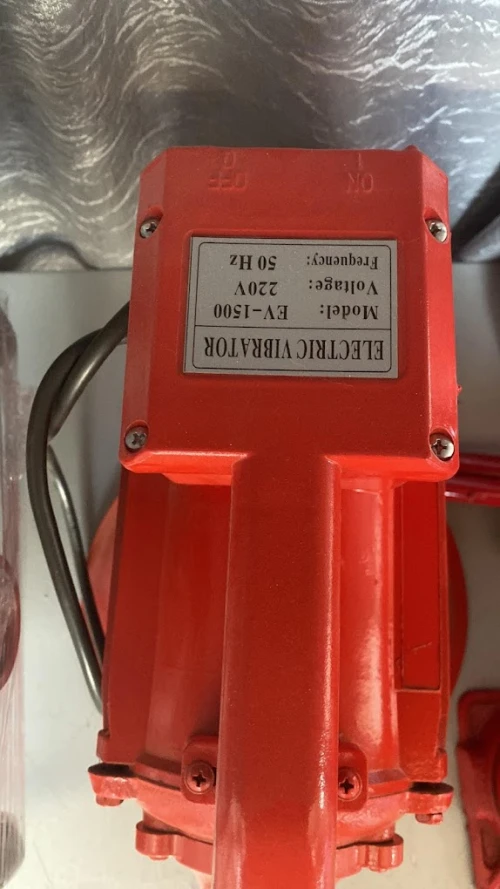 ELECTRIC VIBRATOR
Model: EV-1500
Voltage: 220V
Frequency: 50 Hz
ON OFF